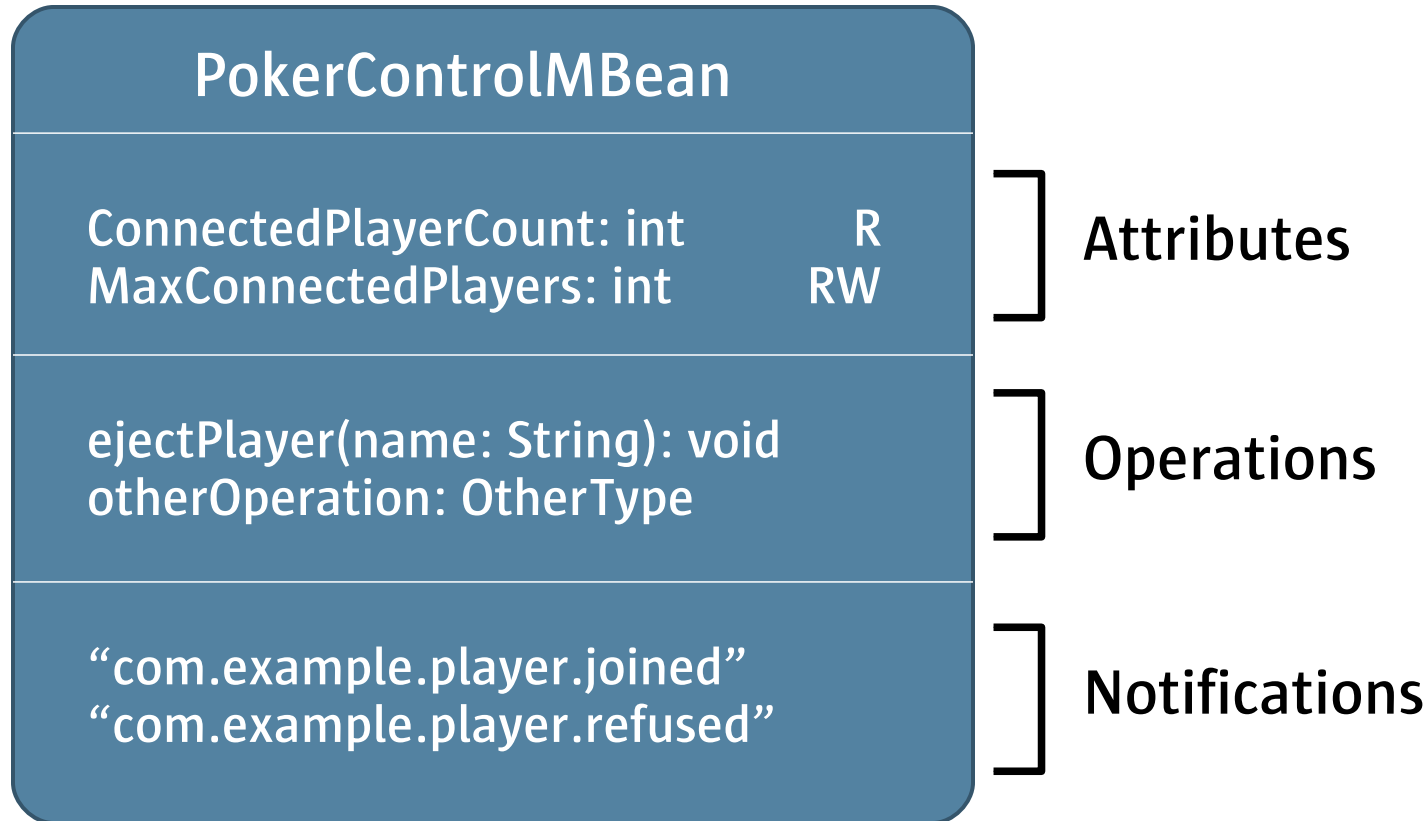 PokerControlMBean
ConnectedPlayerCount: int R
MaxConnectedPlayers: int RW
Attributes
ejectPlayer(name: String): void
otherOperation: OtherType
Operations
“com.example.player.joined”
“com.example.player.refused”
Notifications